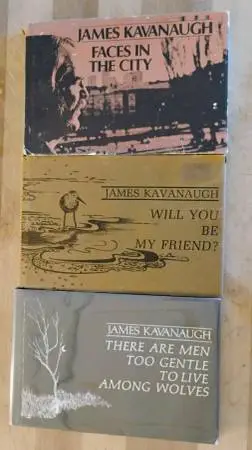 JAMES KAVANAUGH
FACES IN
THE CITY
JAMES KAVANAUGH
WILL YOU
BE
MY FRIEND?
JAMES KAVANAUGH
THERE ARE MEN
TOO GENTLE
TO LIVE
AMONG WOLVES